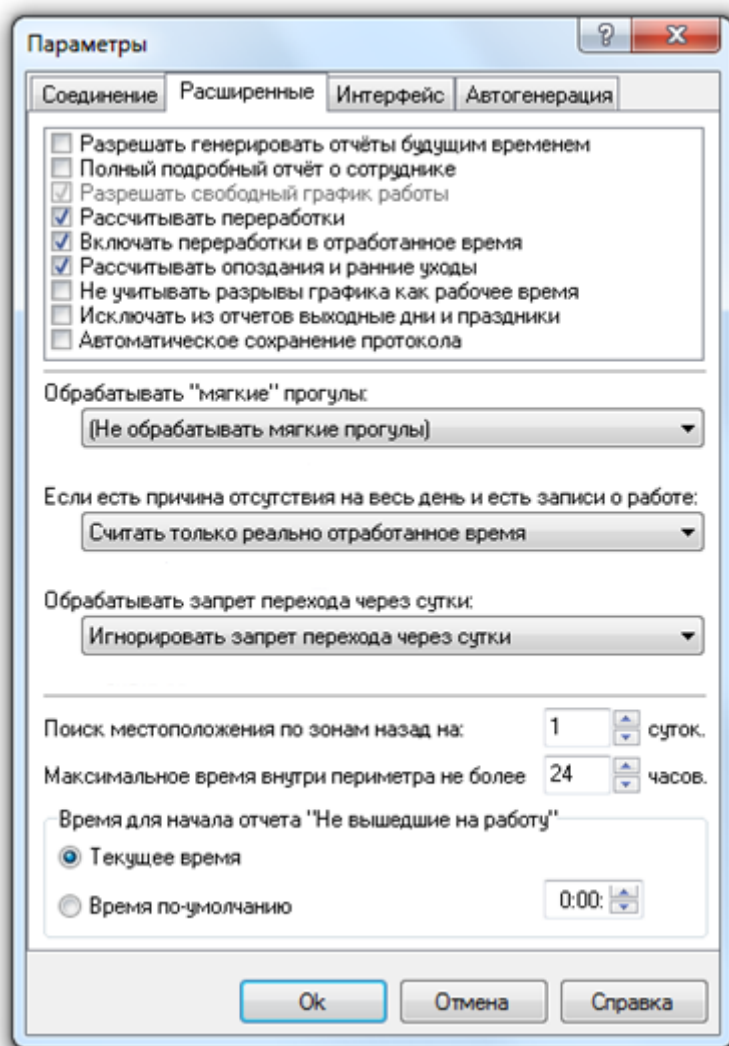 Параметры
Соединение Расширенные Интерфейс Автогенерация
Разрешать генерировать отчёты будущим временем
Полный подробный отчёт о сотруднике
Разрешать свободный график работы
Рассчитывать переработки
Включать переработки в отработанное время
Рассчитывать опоздания и ранние уходы
Не учитывать разрывы графика как рабочее время
Исключать из отчетов выходные дни и праздники
Автоматическое сохранение протокола
Обрабатывать "мягкие" прогулы:
(Не обрабатывать мягкие прогулы)
Если есть причина отсутствия на весь день и есть записи о работе:
Считать только реально отработанное время
Обрабатывать запрет перехода через сутки:
Игнорировать запрет перехода через сутки
Поиск местоположения по зонам назад на: 1 суток.
Максимальное время внутри периметра не более 24 часов.
Время для начала отчета "Не вышедшие на работу"
Текущее время
Время по-умолчанию 0:00:
Ok Отмена Справка